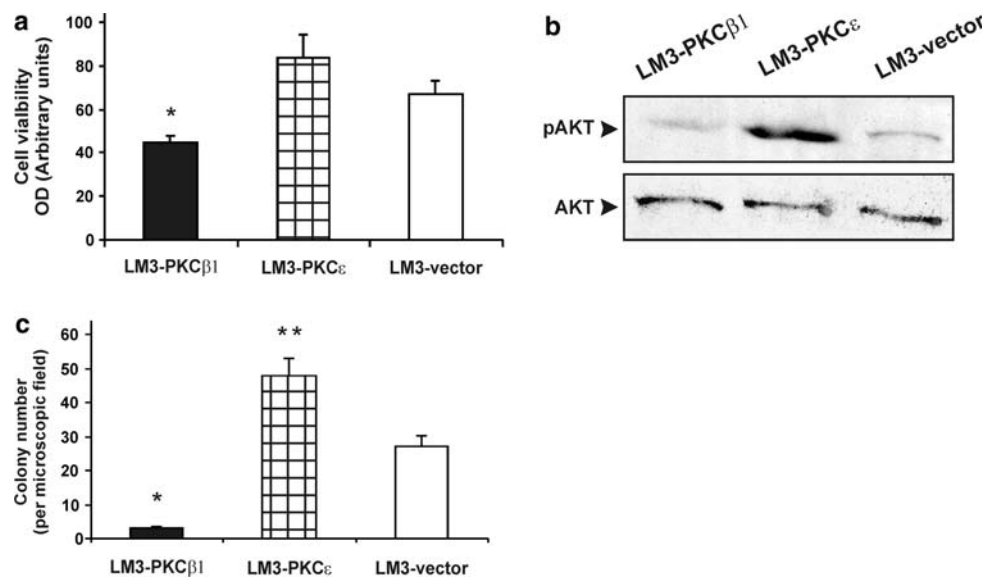 a
Cell vialbility
OD (Arbitrary units)
100
80
60
40
20
0
*
LM3-PKCβ1
LM3-PKCε
LM3-vector
b
LM3-PKCβ1
LM3-PKCε
LM3-vector
pAKT
AKT
c
Colony number
(per microscopic field)
60
50
40
30
20
10
0
*
**
LM3-PKCβ1
LM3-PKCε
LM3-vector